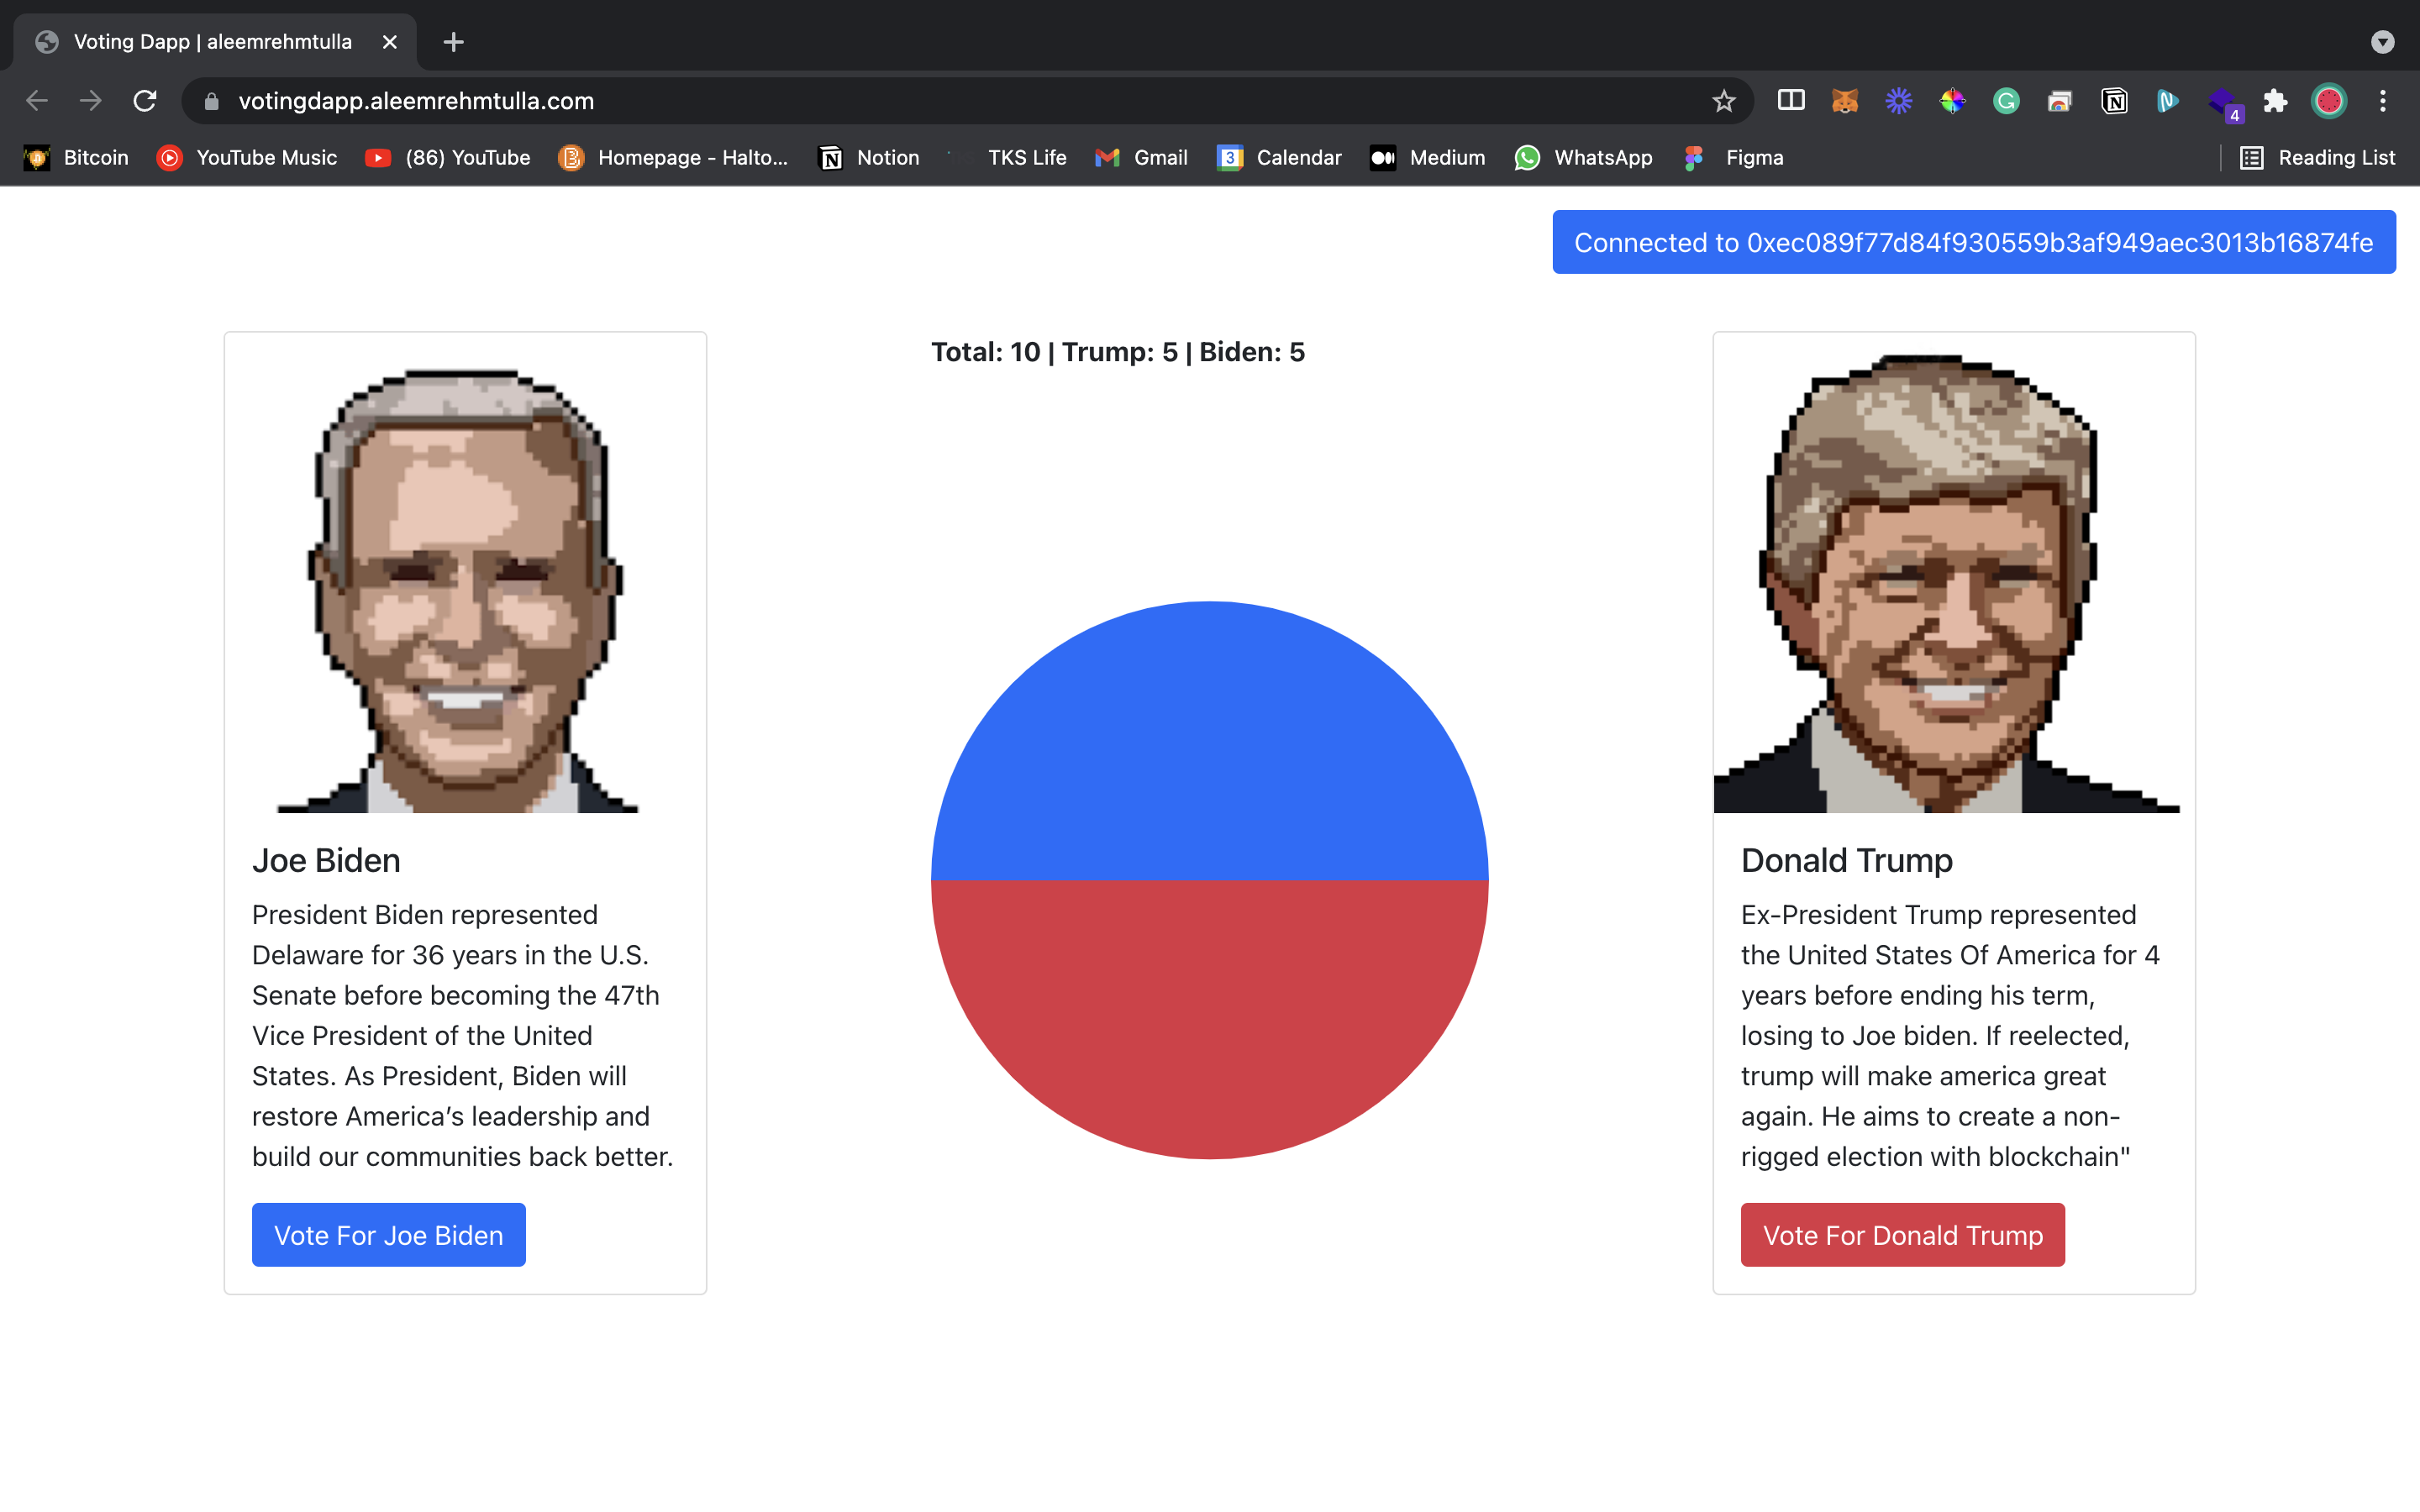 Voting Dapp | aleemrehmtulla
votingdapp.aleemrehmtulla.com
4
Bitcoin
YouTube Music
(86) YouTube
Homepage - Halto...
Notion
TKS Life
Gmail
3
Calendar
Medium
WhatsApp
Figma
Reading List
Connected to 0xec089f77d84f930559b3af949aec3013b16874fe
Total: 10 | Trump: 5 | Biden: 5
Joe Biden
President Biden represented
Delaware for 36 years in the U.S.
Senate before becoming the 47th
Vice President of the United
States. As President, Biden will
restore America’s leadership and
build our communities back better.
Vote For Joe Biden
Donald Trump
Ex-President Trump represented
the United States Of America for 4
years before ending his term,
losing to Joe biden. If reelected,
trump will make america great
again. He aims to create a non-
rigged election with blockchain"
Vote For Donald Trump